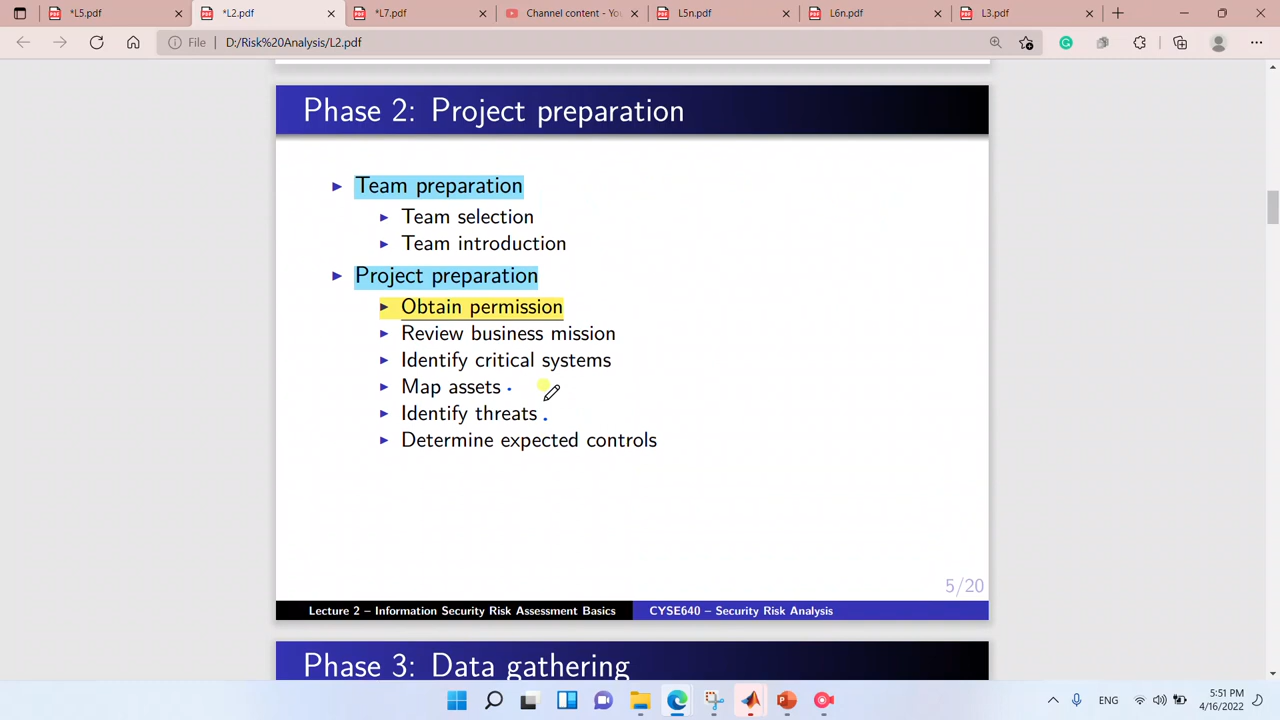 *L5.pdf
*L2.pdf
*L7.pdf
Channel content - You
L5n.pdf
L6n.pdf
L3.pdf
File
D:/Risk%20Analysis/L2.pdf
Phase 2: Project preparation
Team preparation
Team selection
Team introduction
Project preparation
Obtain permission
Review business mission
Identify critical systems
Map assets
Identify threats
Determine expected controls
5/20
Lecture 2 – Information Security Risk Assessment Basics
CYSE640 – Security Risk Analysis
Phase 3: Data gathering
ENG
5:51 PM
4/16/2022